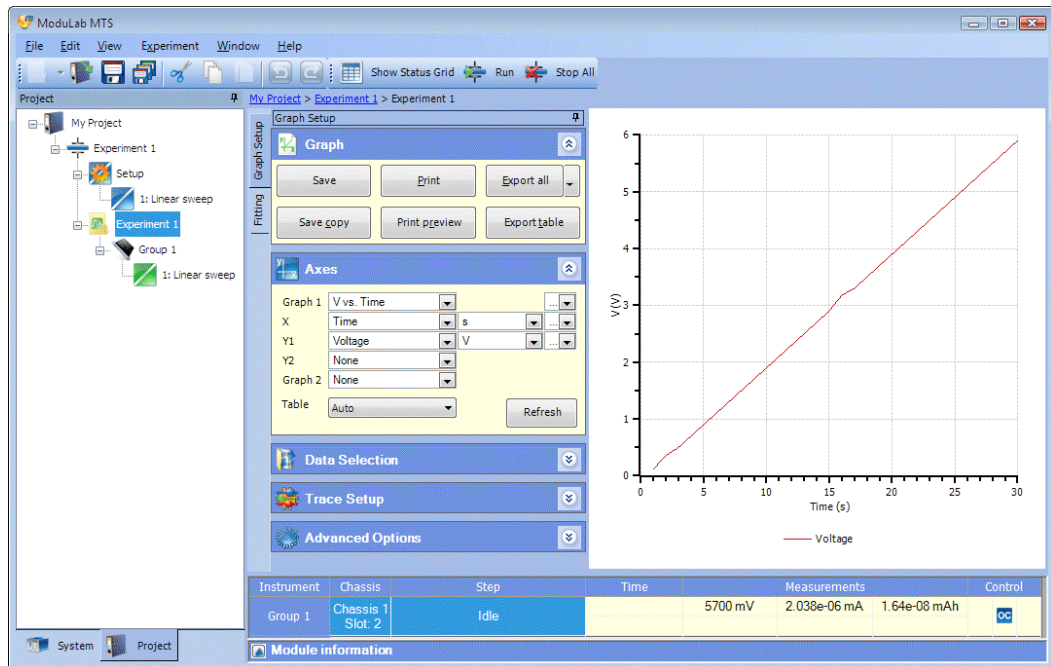 ModuLab MTS
File Edit View Experiment Window Help
Show Status Grid Run Stop All
Project
My Project
Experiment 1
Setup
1: Linear sweep
Experiment 1
Group 1
1: Linear sweep
System Project
My Project > Experiment 1 > Experiment 1
Graph Setup
Fitting
Graph Setup
Graph
Save Print Export all
Save copy Print preview Export table
Axes
Graph 1 V vs. Time ...
X Time s ...
Y1 Voltage V ...
Y2 None
Graph 2 None
Table Auto Refresh
Data Selection
Trace Setup
Advanced Options
V(V)
6
5
4
3
2
1
0
0 5 10 15 20 25 30
Time (s)
Voltage
Instrument Chassis Step Time Measurements Control
Group 1 Chassis 1 Slot: 2 Idle 5700 mV 2.038e-06 mA 1.64e-08 mAh OC
Module information